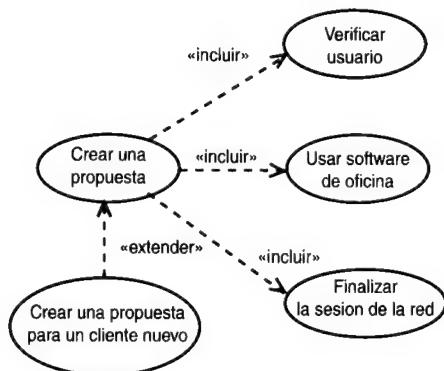 Verificar
usuario
«incluir»
Crear una
propuesta
«incluir»
Usar software
de oficina
«extender»
«incluir»
Finalizar
la sesion de la red
Crear una propuesta
para un cliente nuevo